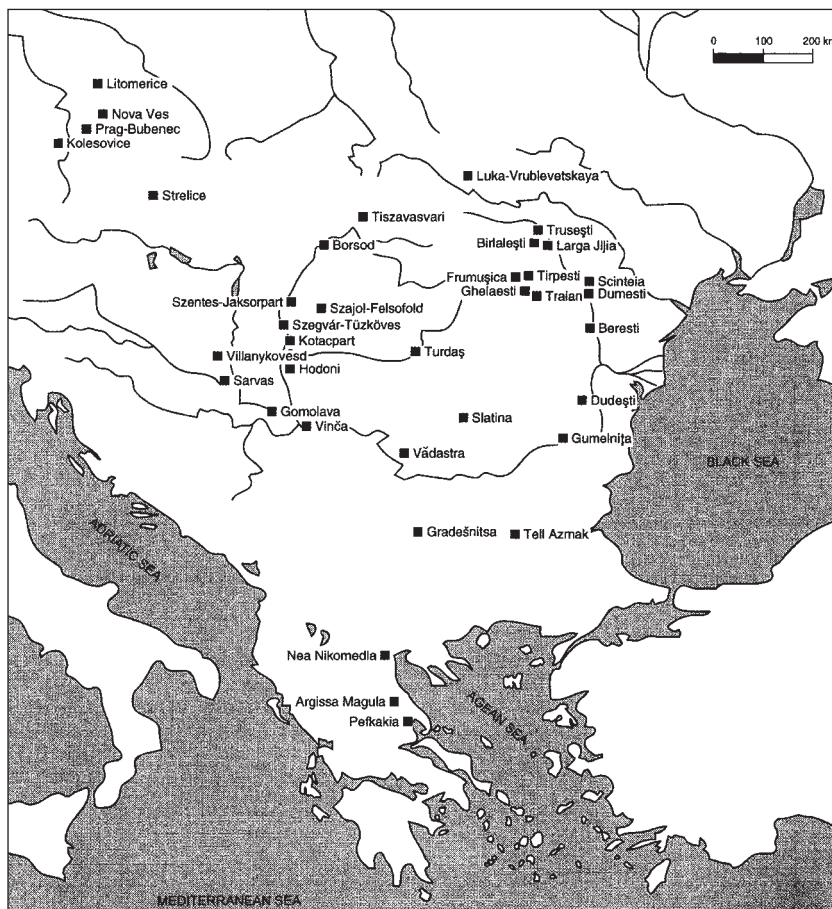 0 100 200 km
Litomerice
Nova Ves
Prag-Bubenec
Kolesovice
Luka-Vrublevetskaya
Strelice
Tiszavasvari
Truseşti
Borsod
Birlaleşti
Larga Jijia
Frumuşica
Tirpesti
Scinteia
Ghelaesti
Traian
Dumesti
Szentes-Jaksorpart
Szajol-Felsofold
Szegvár-Tüzköves
Beresti
Kotacpart
Villanykovesd
Turdaş
Hodoni
Sarvas
Dudeşti
Gomolava
Slatina
Vinča
Gumelniţa
Vădastra
BLACK SEA
Gradešnitsa
Tell Azmak
ADRIATIC SEA
Nea Nikomedia
Argissa Magula
AGEAN SEA
Pefkakia
MEDITERRANEAN SEA